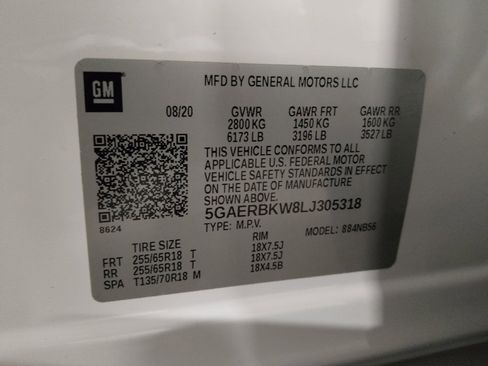 GM
MFD BY GENERAL MOTORS LLC
08/20 GVWR GAWR FRT GAWR RR
2800 KG 1450 KG 1600 KG
6173 LB 3196 LB 3527 LB
THIS VEHICLE CONFORMS TO ALL
APPLICABLE U.S. FEDERAL MOTOR
VEHICLE SAFETY STANDARDS IN EFFECT
ON THE DATE OF MANUFACTURE
SHOWN ABOVE.
5GAERBKW8LJ305318
8624
TYPE: M.P.V. MODEL: 884NB56
TIRE SIZE RIM
FRT 255/65R18 T 18X7.5J
RR 255/65R18 T 18X7.5J
SPA T135/70R18 M 18X4.5B